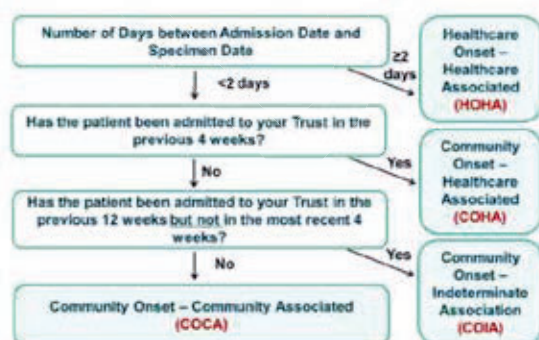 Number of Days between Admission Date and
Specimen Date
≥2
days
Healthcare
Onset –
Healthcare
Associated
(HOHA)
<2 days
Has the patient been admitted to your Trust in the
previous 4 weeks?
Yes
Community
Onset –
Healthcare
Associated
(COHA)
No
Has the patient been admitted to your Trust in the
previous 12 weeks but not in the most recent 4
weeks?
Yes
Community
Onset –
Indeterminate
Association
(COIA)
No
Community Onset – Community Associated
(COCA)